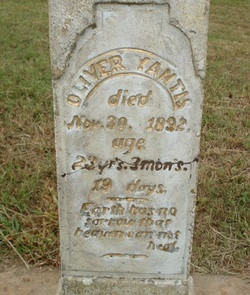 OLIVER YANTIS
died
Nov. 30. 1892.
age
23 yrs. 3 mon's.
19 days.
Earth has no
sorrow that
heaven can not
heal.